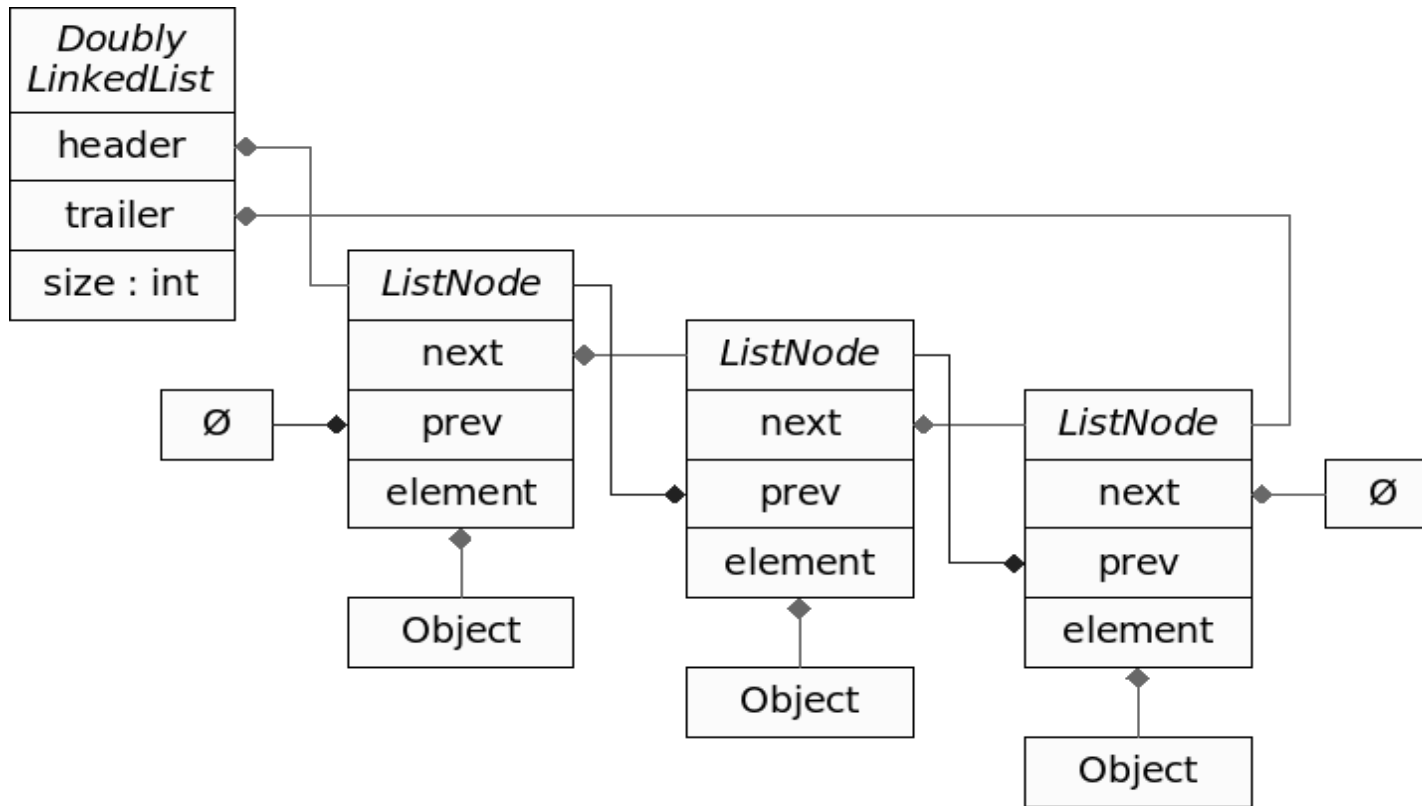 Doubly
LinkedList
header
trailer
size : int
ListNode
next
prev
element
Object
Ø
ListNode
next
prev
element
Object
ListNode
next
prev
element
Object
Ø